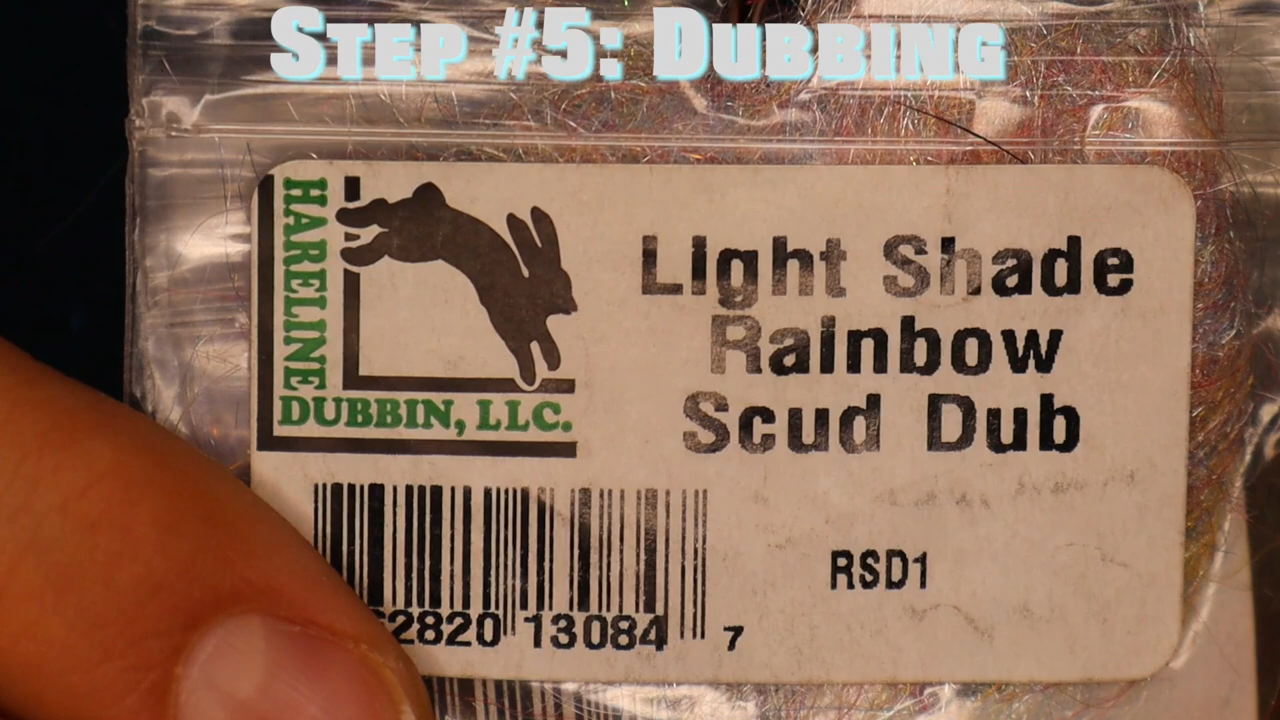 Step #5: Dubbing
HARELINE
DUBBIN, LLC.
Light Shade
Rainbow
Scud Dub
RSD1
2820 13084 7